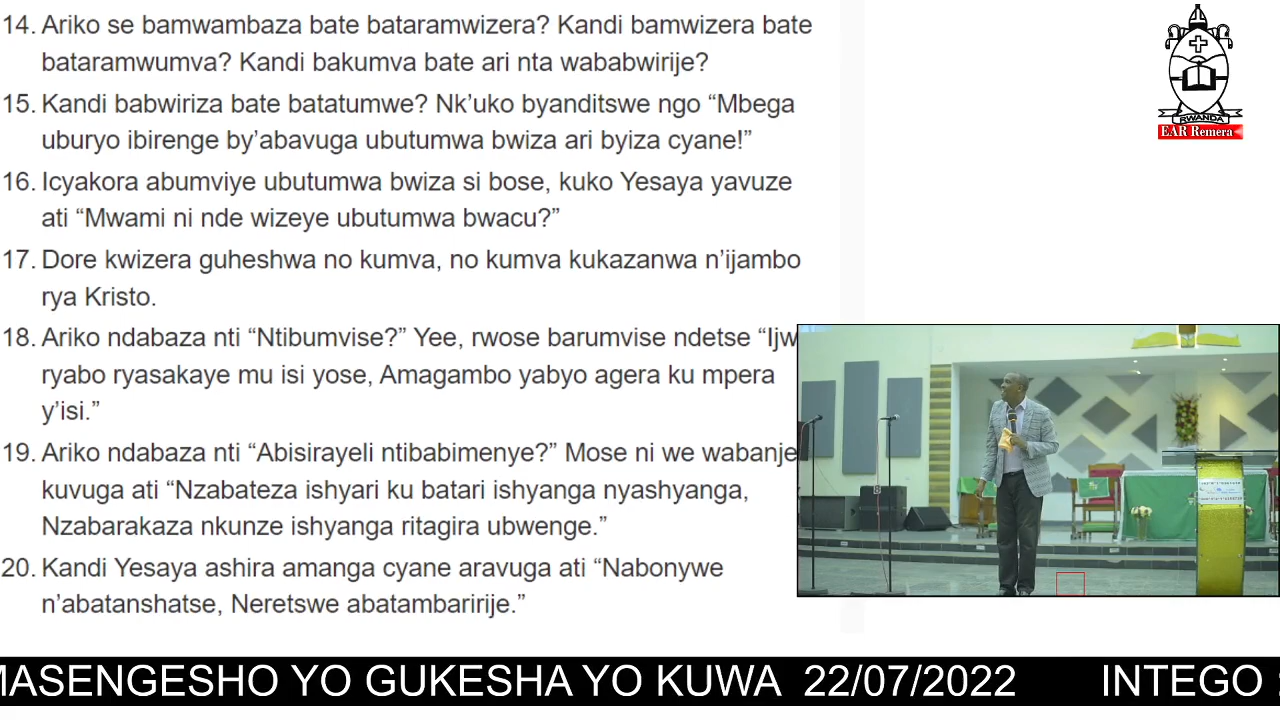 14. Ariko se bamwambaza bate bataramwizera? Kandi bamwizera bate
bataramwumva? Kandi bakumva bate ari nta wababwirije?
15. Kandi babwiriza bate batatumwe? Nk’uko byanditswe ngo “Mbega
uburyo ibirenge by’abavuga ubutumwa bwiza ari byiza cyane!”
16. Icyakora abumviye ubutumwa bwiza si bose, kuko Yesaya yavuze
ati “Mwami ni nde wizeye ubutumwa bwacu?”
17. Dore kwizera guheshwa no kumva, no kumva kukazanwa n’ijambo
rya Kristo.
18. Ariko ndabaza nti “Ntibumvise?” Yee, rwose barumvise ndetse “Ijw
ryabo ryasakaye mu isi yose, Amagambo yabyo agera ku mpera
y’isi.”
19. Ariko ndabaza nti “Abisirayeli ntibabimenye?” Mose ni we wabanje
kuvuga ati “Nzabateza ishyari ku batari ishyanga nyashyanga,
Nzabarakaza nkunze ishyanga ritagira ubwenge.”
20. Kandi Yesaya ashira amanga cyane aravuga ati “Nabonywe
n’abatanshatse, Neretswe abatambaririje.”
RWANDA
EAR Remera
MASENGESHO YO GUKESHA YO KUWA 22/07/2022 INTEGO :